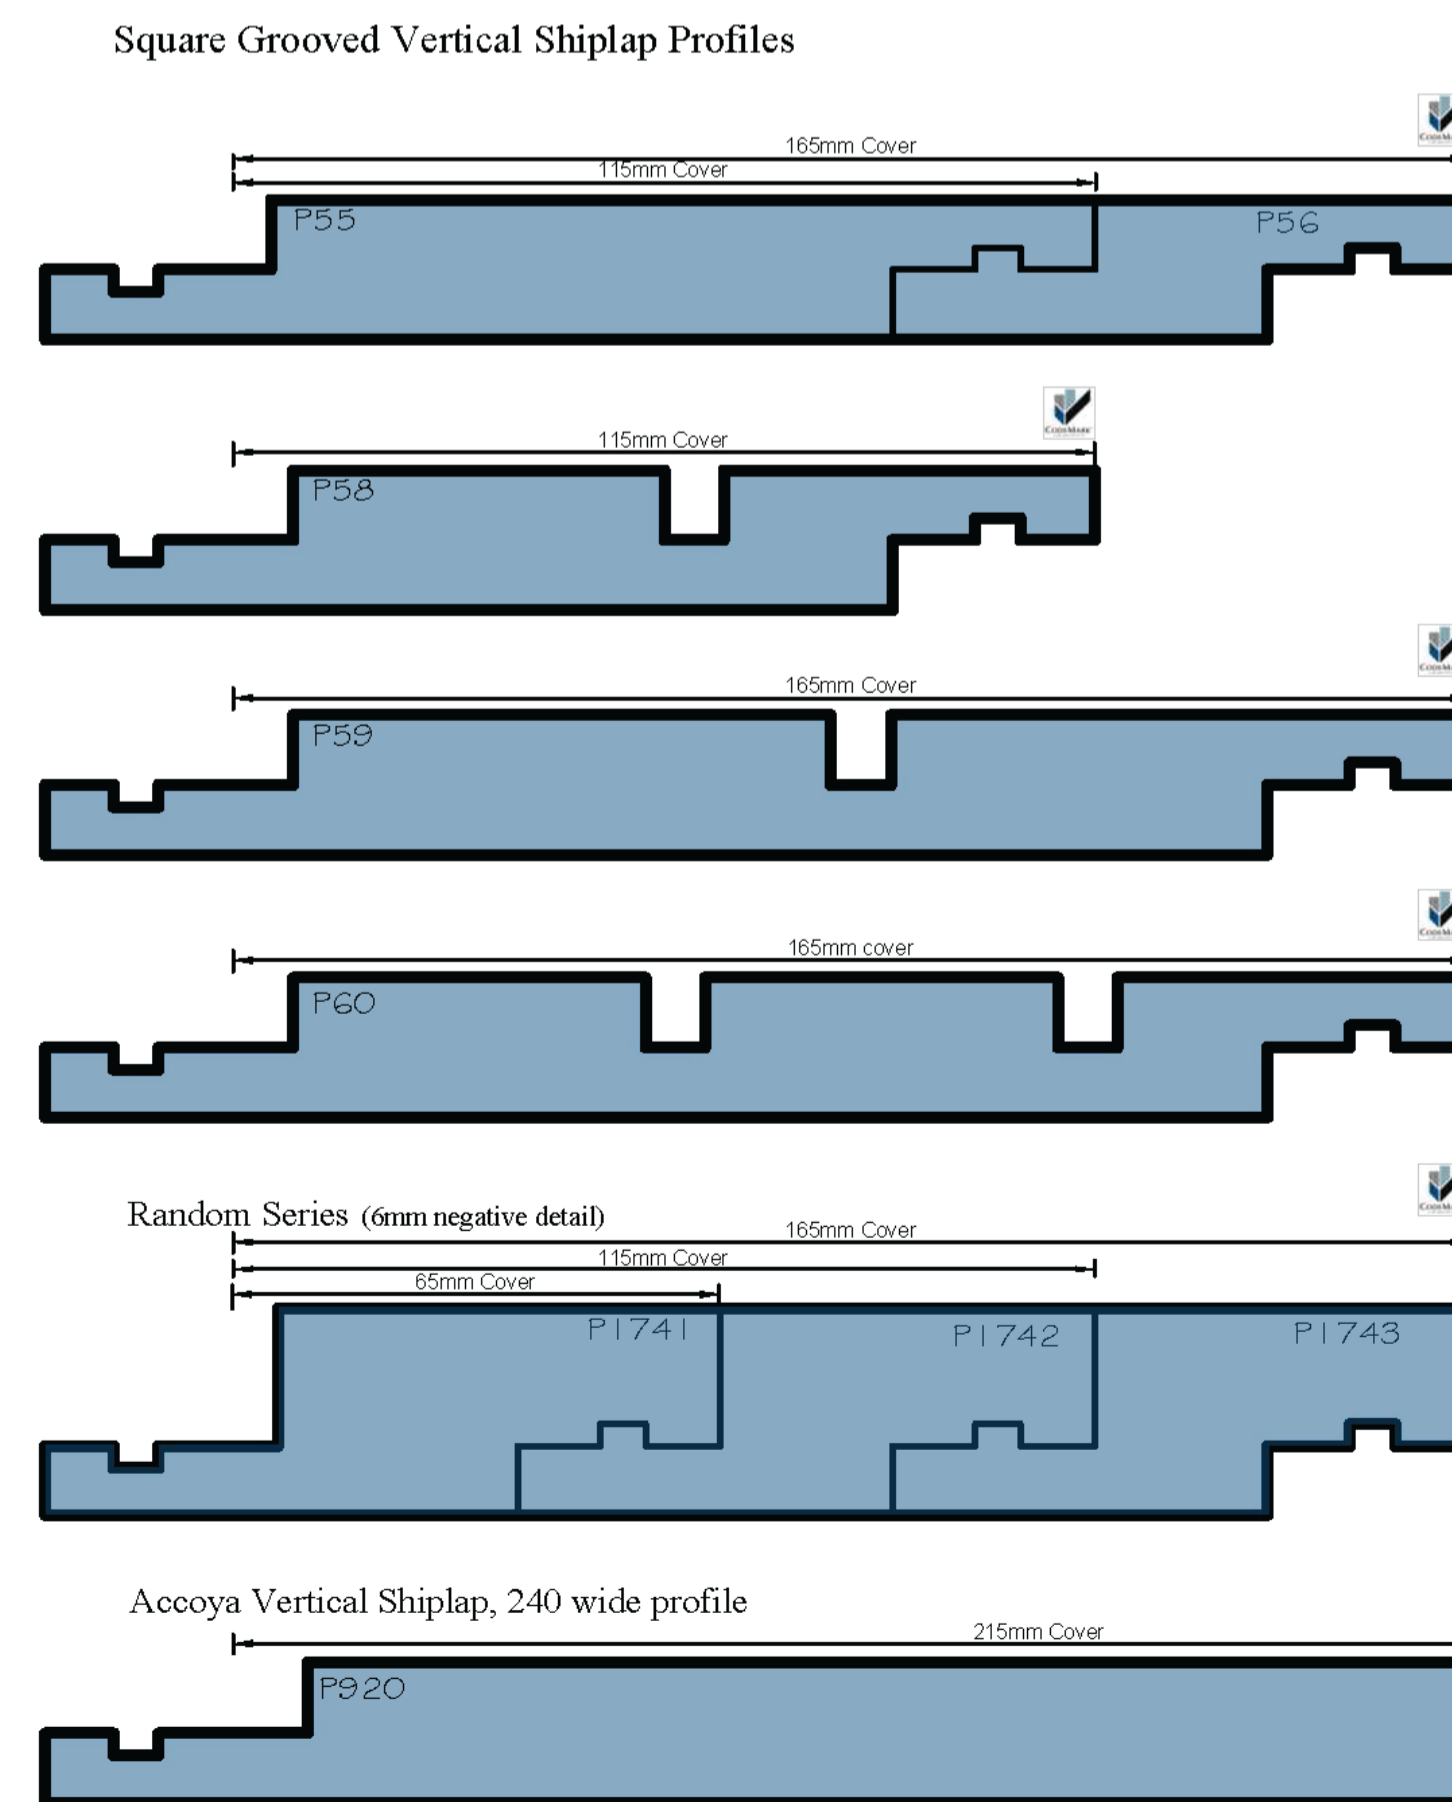 Square Grooved Vertical Shiplap Profiles
165mm Cover
115mm Cover
P55
P56
115mm Cover
P58
165mm Cover
P59
165mm cover
P60
Random Series (6mm negative detail)
165mm Cover
115mm Cover
65mm Cover
P1741
P1742
P1743
Accoya Vertical Shiplap, 240 wide profile
215mm Cover
P920